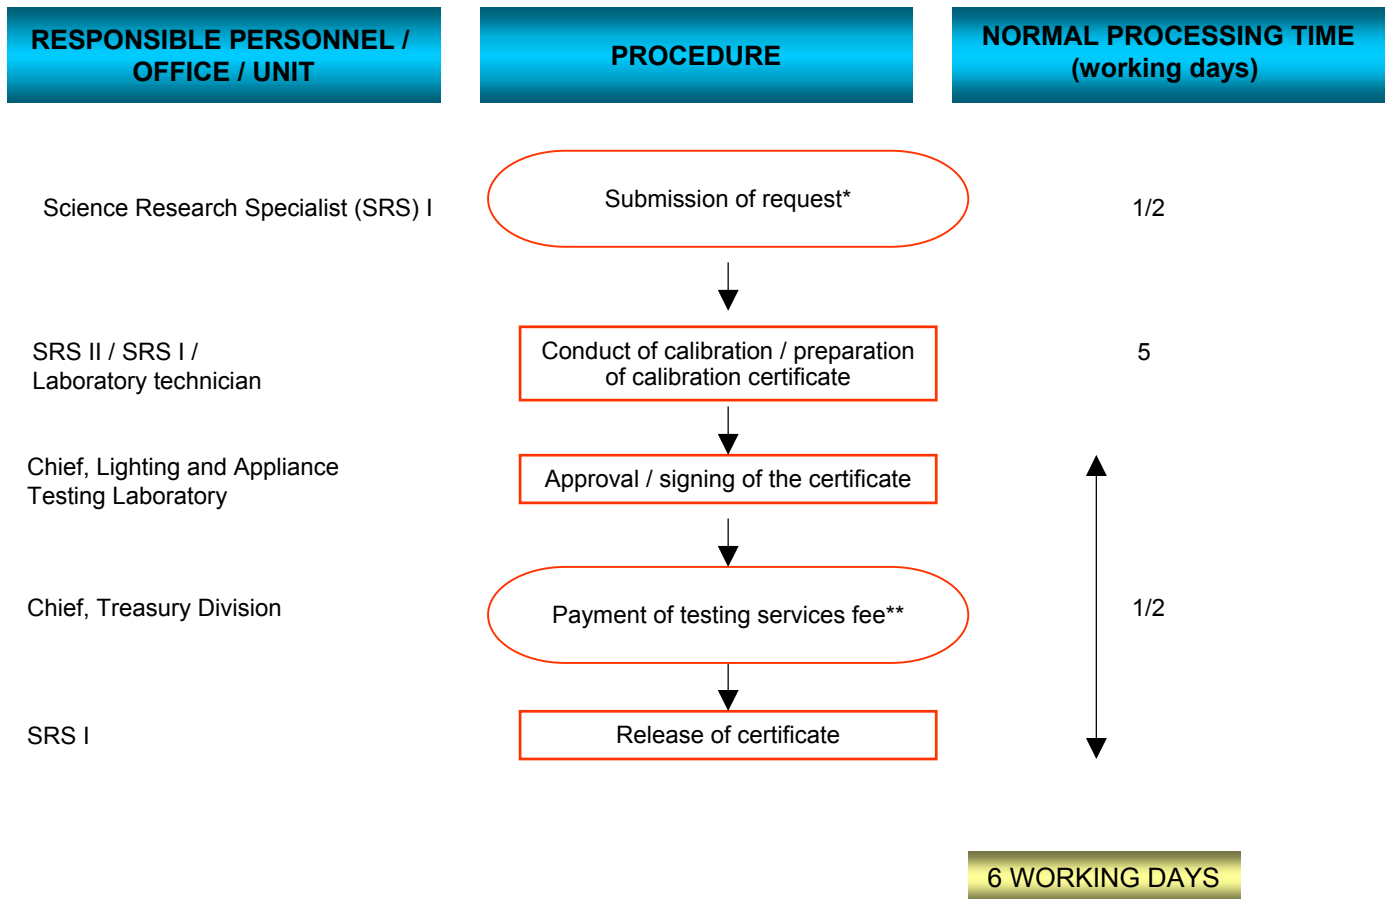 RESPONSIBLE PERSONNEL /
OFFICE / UNIT
PROCEDURE
NORMAL PROCESSING TIME
(working days)
Science Research Specialist (SRS) I
Submission of request*
1/2
SRS II / SRS I /
Laboratory technician
Conduct of calibration / preparation
of calibration certificate
5
Chief, Lighting and Appliance
Testing Laboratory
Approval / signing of the certificate
Chief, Treasury Division
Payment of testing services fee**
1/2
SRS I
Release of certificate
6 WORKING DAYS